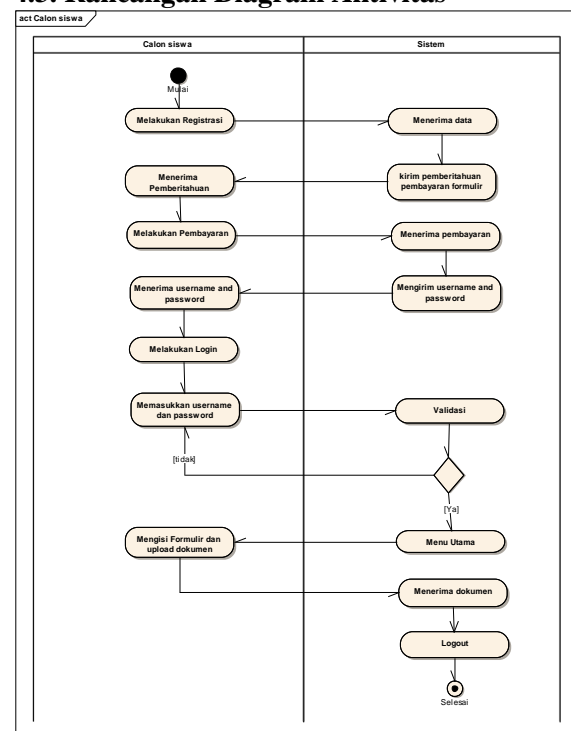 4.3. Rancangan Diagram Aktivitas
act Calon siswa
Calon siswa
Sistem
Mulai
Melakukan Registrasi
Menerima data
kirim pemberitahuan
pembayaran formulir
Menerima
Pemberitahuan
Melakukan Pembayaran
Menerima pembayaran
Mengirim username and
password
Menerima username and
password
Melakukan Login
Memasukkan username
dan password
Validasi
[tidak]
[Ya]
Menu Utama
Mengisi Formulir dan
upload dokumen
Menerima dokumen
Logout
Selesai